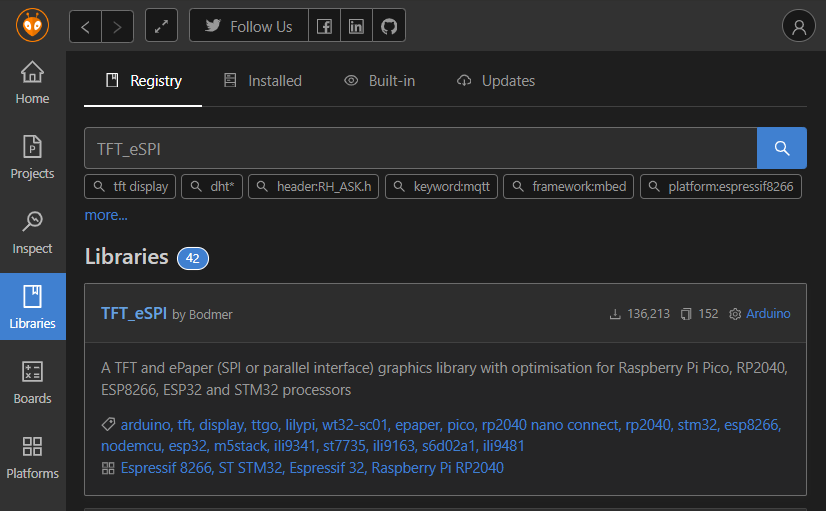 Follow Us
Home
Projects
Inspect
Libraries
Boards
Platforms
Registry Installed Built-in Updates
TFT_eSPI
tft display dht* header:RH_ASK.h keyword:mqtt framework:mbed platform:espressif8266
more...
Libraries 42
TFT_eSPI by Bodmer 136,213 152 Arduino
A TFT and ePaper (SPI or parallel interface) graphics library with optimisation for Raspberry Pi Pico, RP2040,
ESP8266, ESP32 and STM32 processors
arduino, tft, display, ttgo, lilypi, wt32-sc01, epaper, pico, rp2040 nano connect, rp2040, stm32, esp8266,
nodemcu, esp32, m5stack, ili9341, st7735, ili9163, s6d02a1, ili9481
Espressif 8266, ST STM32, Espressif 32, Raspberry Pi RP2040